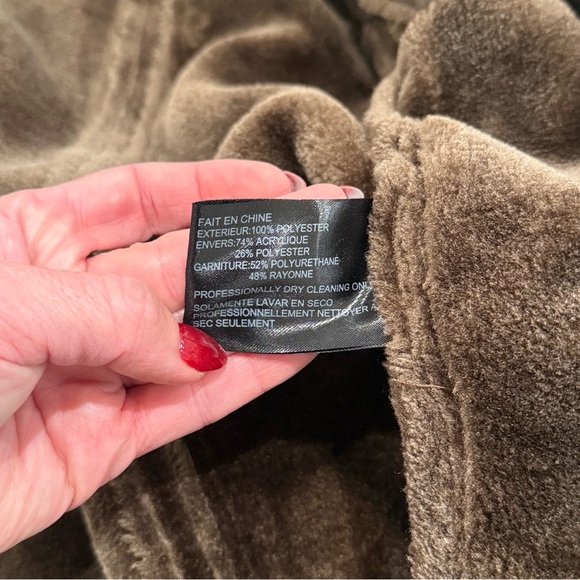 FAIT EN CHINE
EXTERIEUR:100% POLYESTER
ENVERS:74% ACRYLIQUE
26% POLYESTER
GARNITURE:52% POLYURETHANE
48% RAYONNE
PROFESSIONALLY DRY CLEANING ONLY
SOLAMENTE LAVAR EN SECO
PROFESSIONNELLEMENT NETTOYER A
SEC SEULEMENT